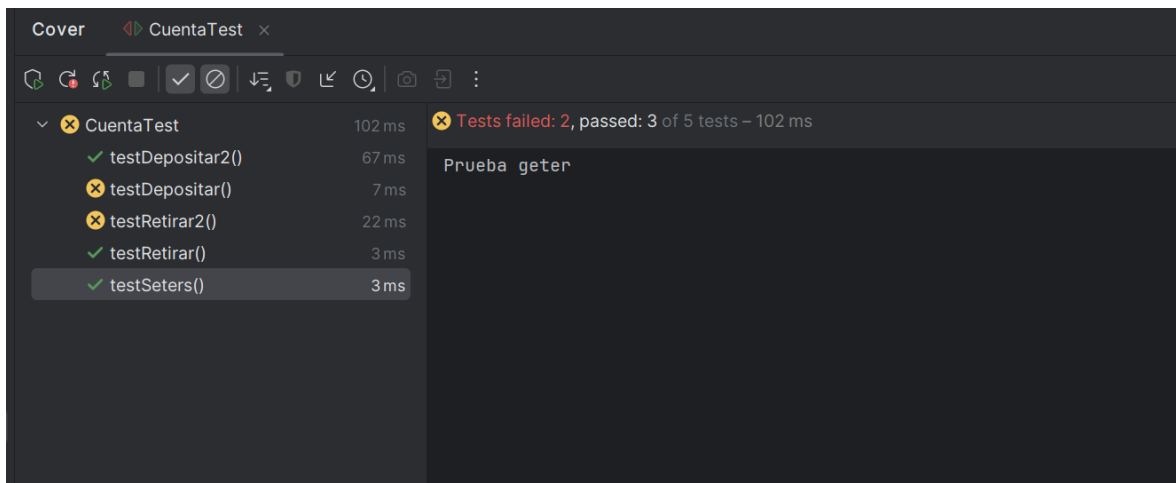 Cover CuentaTest
CuentaTest 102 ms
testDepositar2() 67 ms
testDepositar() 7 ms
testRetirar2() 22 ms
testRetirar() 3 ms
testSeters() 3 ms
Tests failed: 2, passed: 3 of 5 tests – 102 ms
Prueba geter